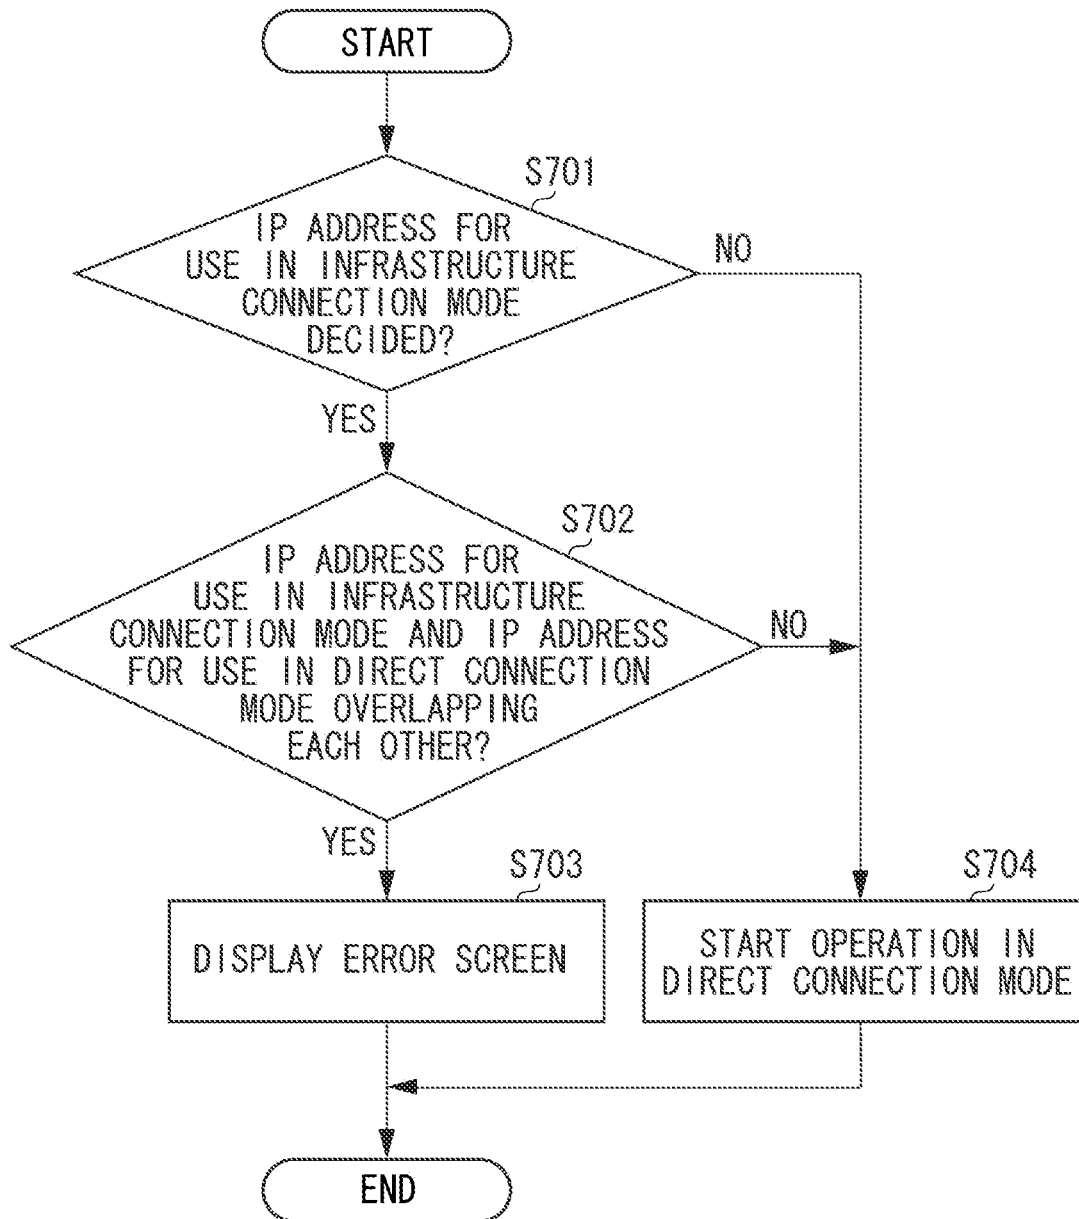 START
S701
IP ADDRESS FOR
USE IN INFRASTRUCTURE
CONNECTION MODE
DECIDED?
NO
YES
S702
IP ADDRESS FOR
USE IN INFRASTRUCTURE
CONNECTION MODE AND IP ADDRESS
FOR USE IN DIRECT CONNECTION
MODE OVERLAPPING
EACH OTHER?
NO
YES
S703
DISPLAY ERROR SCREEN
S704
START OPERATION IN
DIRECT CONNECTION MODE
END